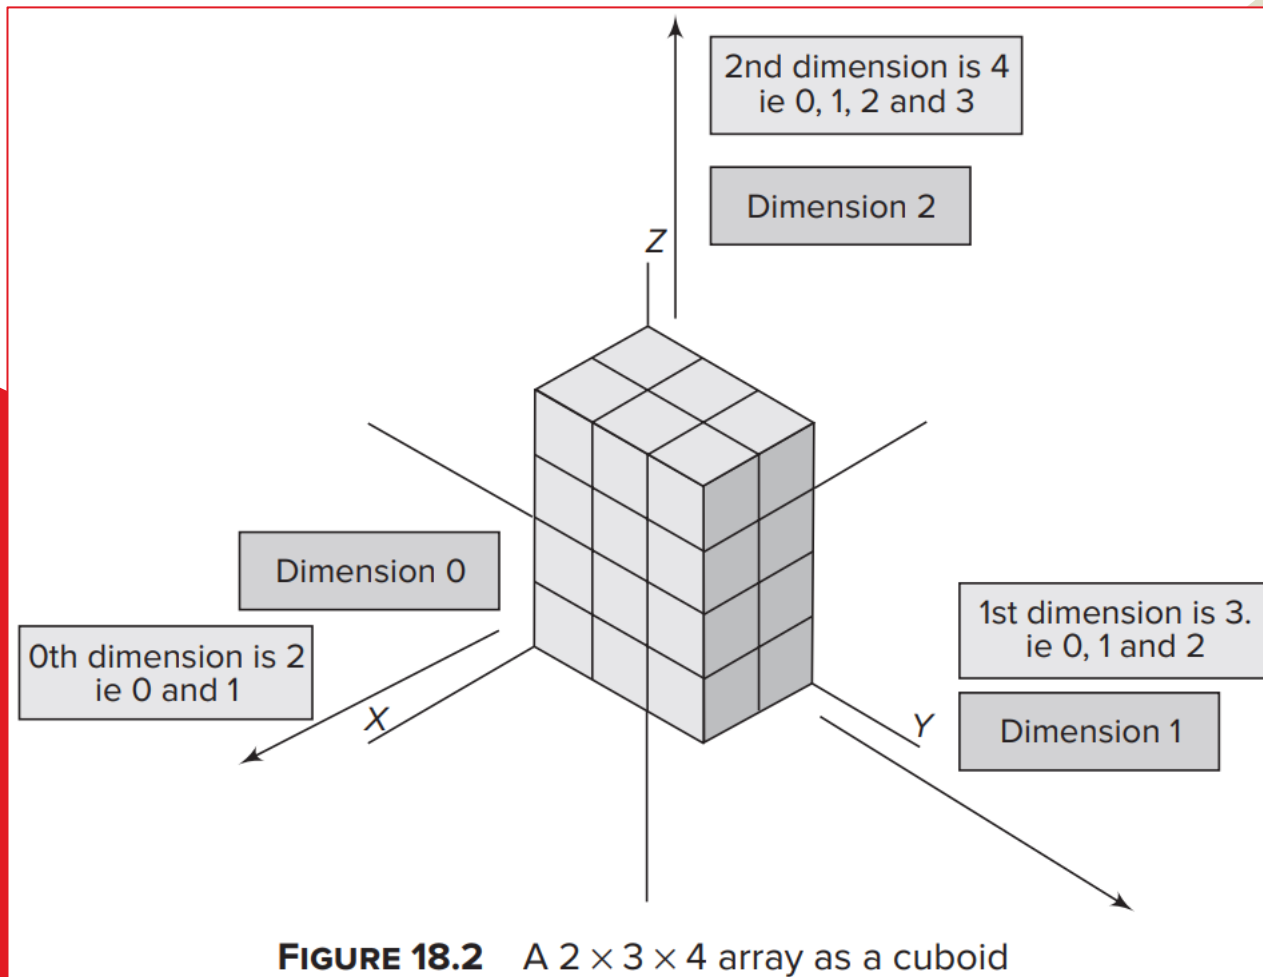 2nd dimension is 4
ie 0, 1, 2 and 3
Dimension 2
Z
Dimension 0
0th dimension is 2
ie 0 and 1
X
1st dimension is 3.
ie 0, 1 and 2
Y
Dimension 1
FIGURE 18.2 A 2 × 3 × 4 array as a cuboid